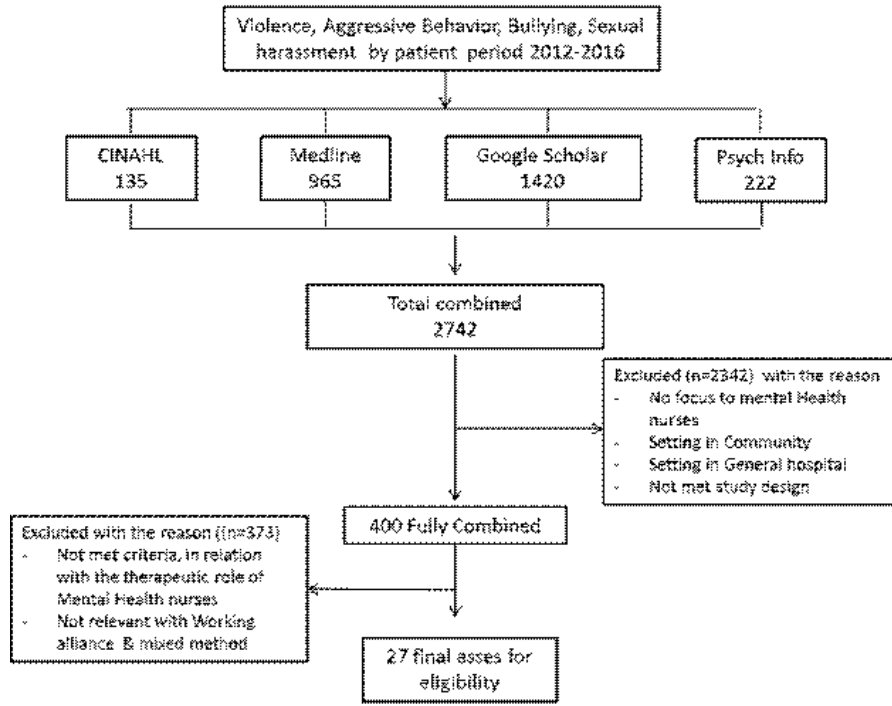 Violence, Aggressive Behavior, Bullying, Sexual
harassment by patient period 2012-2016
CINAHL
135
Medline
965
Google Scholar
1420
Psych Info
222
Total combined
2742
Excluded (n=2342) with the reason
- No focus to mental Health
nurses
- Setting in Community
- Setting in General hospital
- Not met study design
400 Fully Combined
Excluded with the reason ((n=373)
- Not met criteria, in relation
with the therapeutic role of
Mental Health nurses
- Not relevant with Working
alliance & mixed method
27 final asses for
eligibility